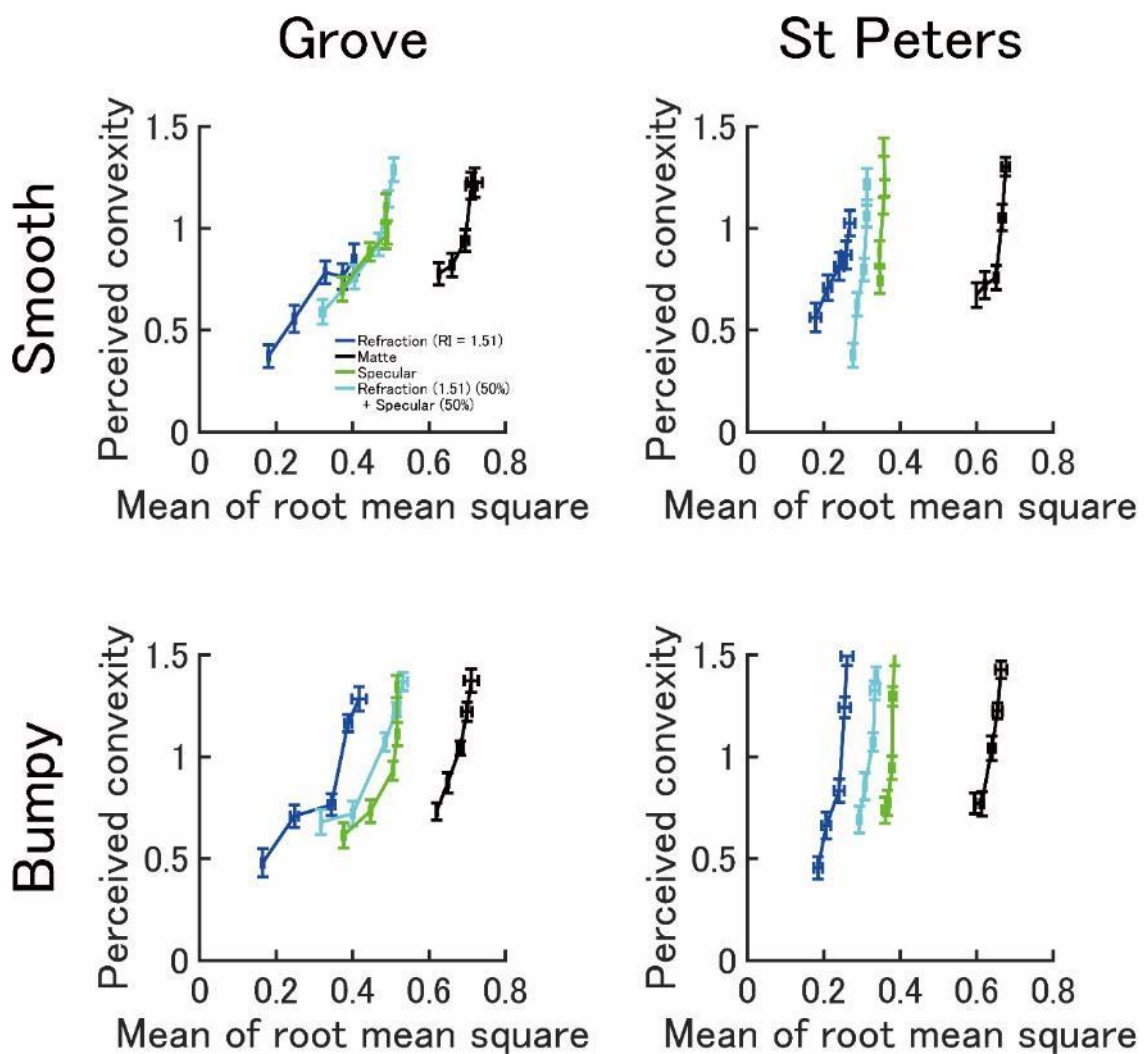 Grove
St Peters
Smooth
Perceived convexity
1.5
1
0.5
0
0 0.2 0.4 0.6 0.8
Mean of root mean square
Refraction (RI = 1.51)
Matte
Specular
Refraction (1.51) (50%)
+ Specular (50%)
Perceived convexity
1.5
1
0.5
0
0 0.2 0.4 0.6 0.8
Mean of root mean square
Bumpy
Perceived convexity
1.5
1
0.5
0
0 0.2 0.4 0.6 0.8
Mean of root mean square
Perceived convexity
1.5
1
0.5
0
0 0.2 0.4 0.6 0.8
Mean of root mean square